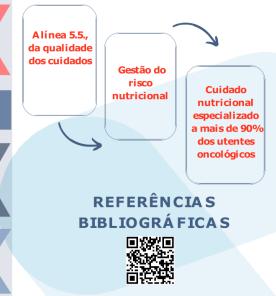 Alínea 5.5.,
da qualidade
dos cuidados
Gestão do
risco
nutricional
Cuidado
nutricional
especializado
a mais de 90%
dos utentes
oncológicos
REFERÊNCIAS
BIBLIOGRÁFICAS